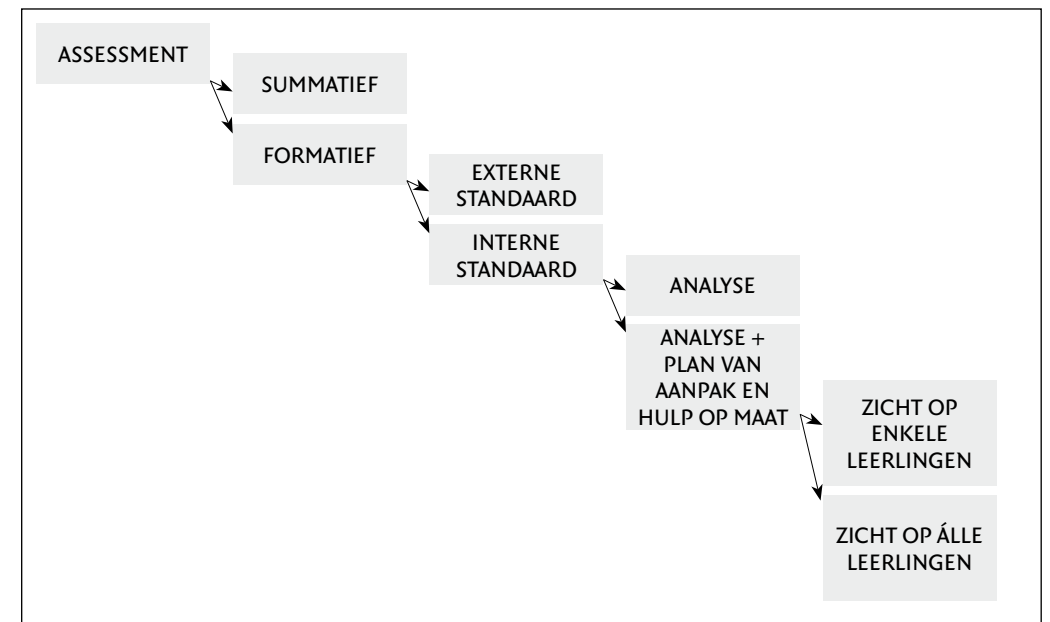 ASSESSMENT
SUMMATIEF
FORMATIEF
EXTERNE
STANDAARD
INTERNE
STANDAARD
ANALYSE
ANALYSE +
PLAN VAN
AANPAK EN
HULP OP MAAT
ZICHT OP
ENKELE
LEERLINGEN
ZICHT OP ÁLLE
LEERLINGEN